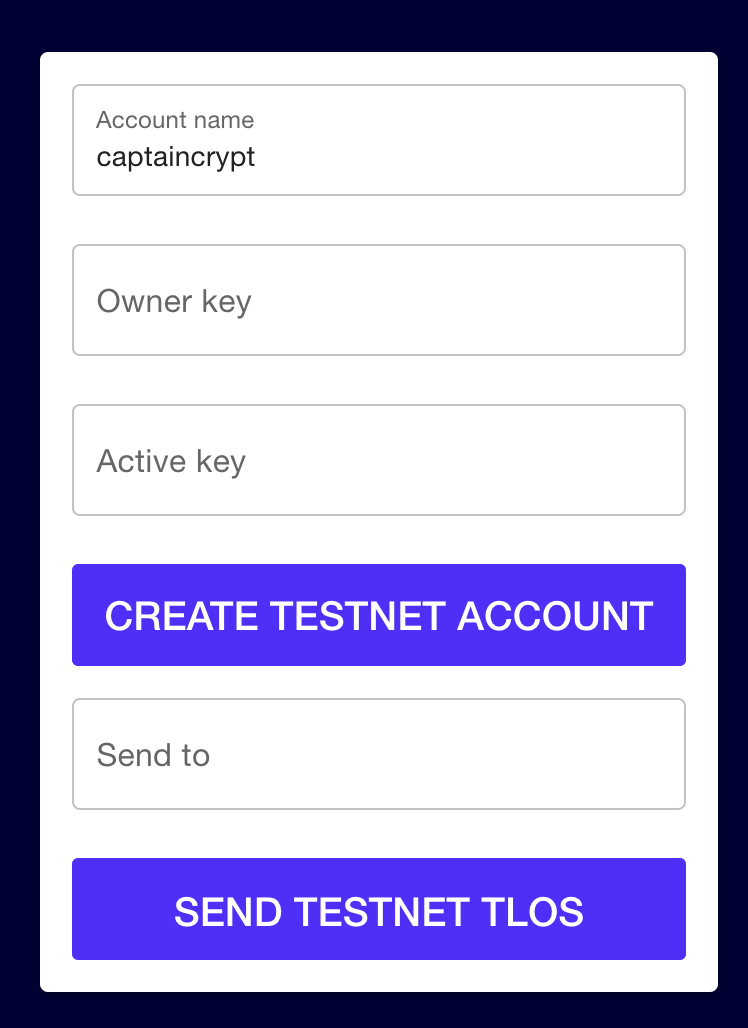 Account name
captaincrypt
Owner key
Active key
CREATE TESTNET ACCOUNT
Send to
SEND TESTNET TLOS